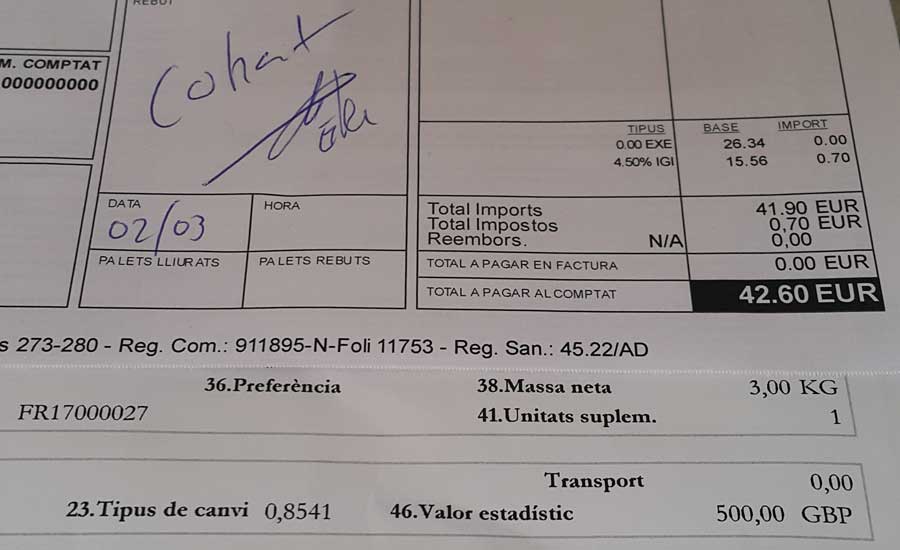 REBUT
M. COMPTAT
000000000
Cobrat
TIPUS BASE IMPORT
0.00 EXE 26.34 0.00
4.50% IGI 15.56 0.70
DATA HORA
02/03
Total Imports 41.90 EUR
Total Impostos 0,70 EUR
Reembors. N/A 0,00
PALETS LLIURATS PALETS REBUTS
TOTAL A PAGAR EN FACTURA 0.00 EUR
TOTAL A PAGAR AL COMPTAT 42.60 EUR
s 273-280 - Reg. Com.: 911895-N-Foli 11753 - Reg. San.: 45.22/AD
36.Preferència 38.Massa neta 3,00 KG
FR17000027 41.Unitats suplem. 1
Transport 0,00
23.Tipus de canvi 0,8541 46.Valor estadístic 500,00 GBP